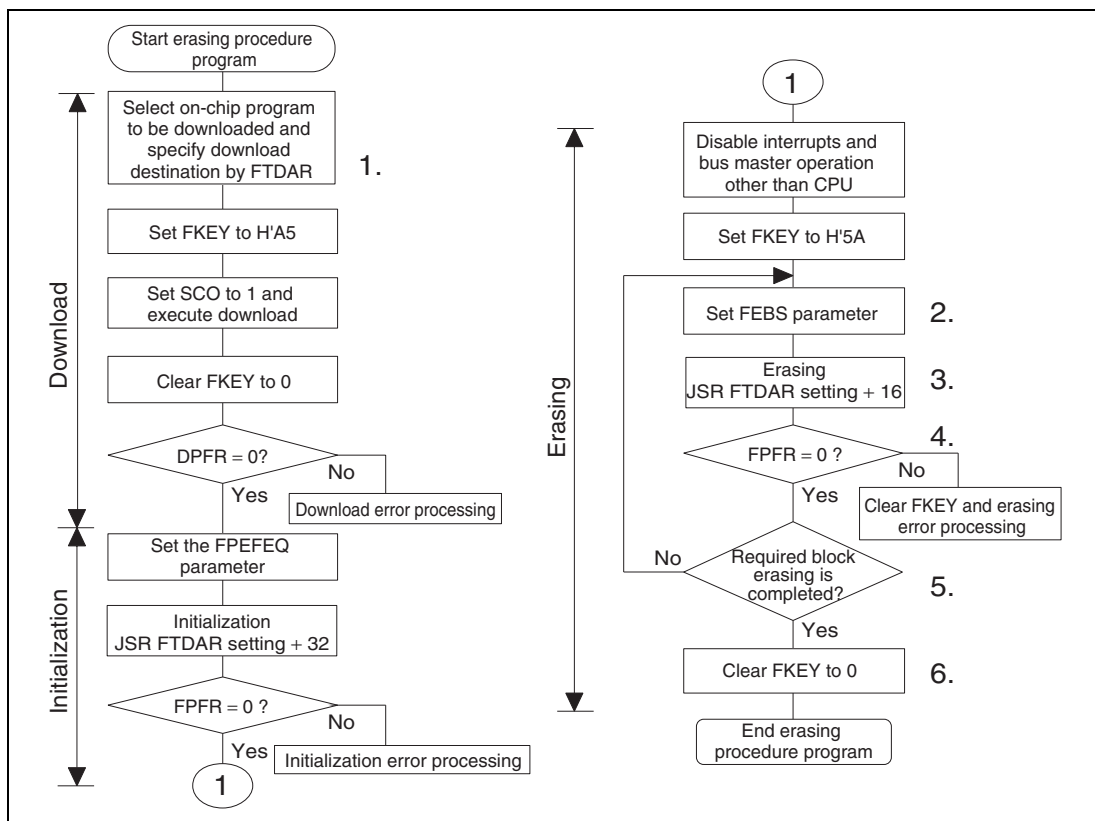 Start erasing procedure
program
Download
Select on-chip program
to be downloaded and
specify download
destination by FTDAR
1.
Set FKEY to H'A5
Set SCO to 1 and
execute download
Clear FKEY to 0
DPFR = 0?
No
Yes
Download error processing
Initialization
Set the FPEFEQ
parameter
Initialization
JSR FTDAR setting + 32
FPFR = 0 ?
No
Yes
Initialization error processing
1
1
Erasing
Disable interrupts and
bus master operation
other than CPU
Set FKEY to H'5A
Set FEBS parameter
2.
Erasing
JSR FTDAR setting + 16
3.
4.
FPFR = 0 ?
No
Yes
Clear FKEY and erasing
error processing
No
Required block
erasing is
completed?
5.
Yes
Clear FKEY to 0
6.
End erasing
procedure program